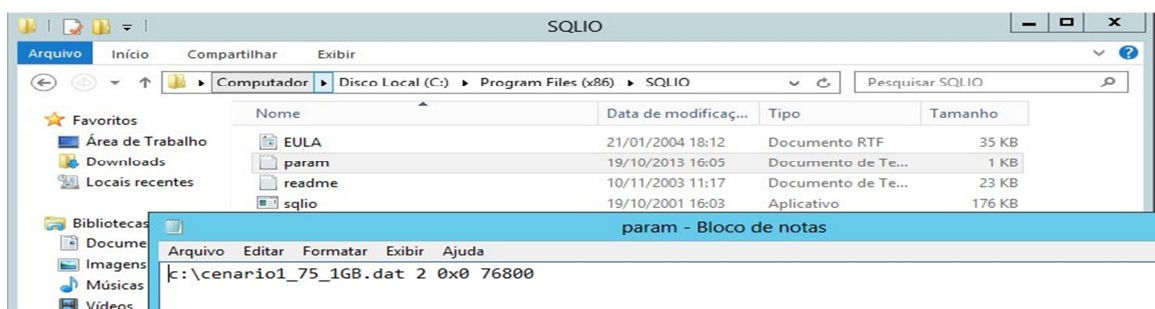 SQLIO
Arquivo Início Compartilhar Exibir
Computador Disco Local (C:) Program Files (x86) SQLIO Pesquisar SQLIO
Favoritos
Área de Trabalho
Downloads
Locais recentes
Bibliotecas
Docume
Imagens
Músicas
Vídeos
Nome Data de modificaç... Tipo Tamanho
EULA 21/01/2004 18:12 Documento RTF 35 KB
param 19/10/2013 16:05 Documento de Te... 1 KB
readme 10/11/2003 11:17 Documento de Te... 23 KB
sqlio 19/10/2001 16:03 Aplicativo 176 KB
param - Bloco de notas
Arquivo Editar Formatar Exibir Ajuda
c:\cenario1_75_1GB.dat 2 0x0 76800